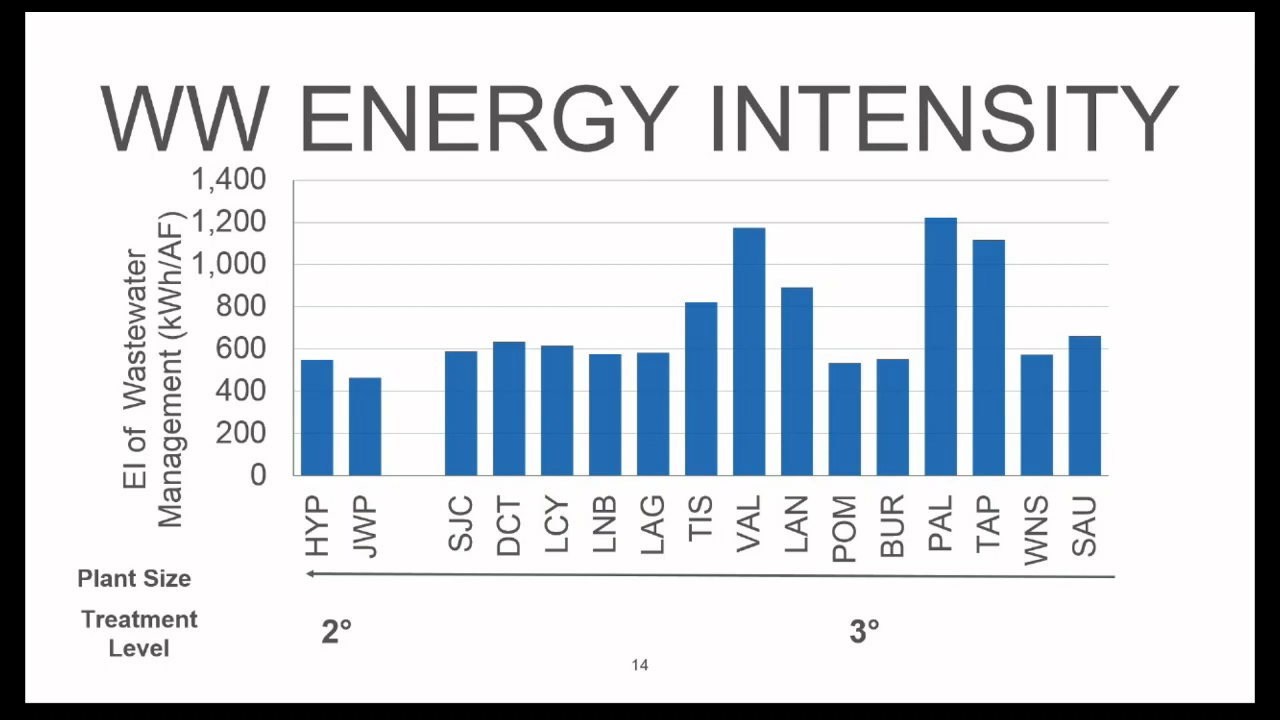 WW ENERGY INTENSITY
EI of Wastewater
Management (kWh/AF)
1,400
1,200
1,000
800
600
400
200
0
HYP JWP SJC DCT LCY LNB LAG TIS VAL LAN POM BUR PAL TAP WNS SAU
Plant Size
Treatment
Level
2° 3°
14